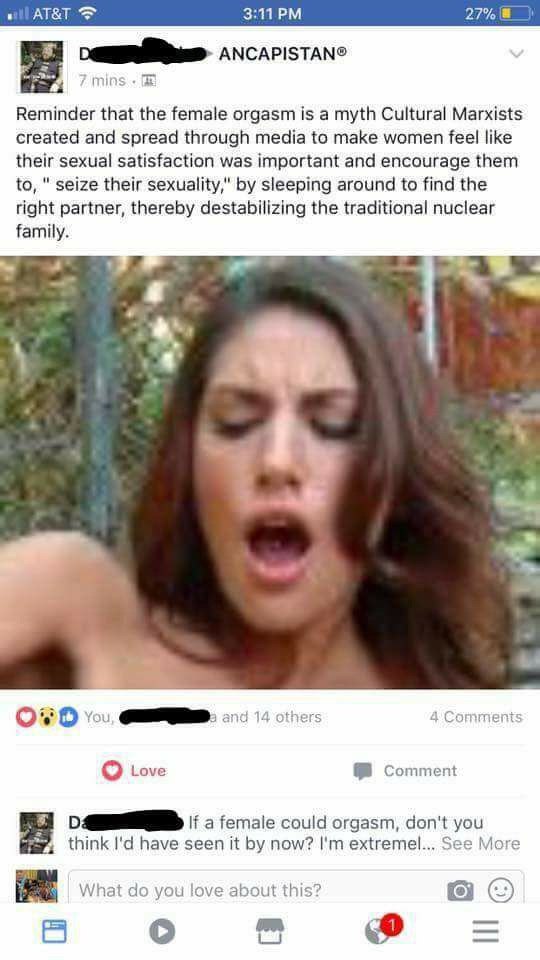 AT&T 3:11 PM 27%
D ANCAPISTAN®
7 mins ·
Reminder that the female orgasm is a myth Cultural Marxists
created and spread through media to make women feel like
their sexual satisfaction was important and encourage them
to, " seize their sexuality," by sleeping around to find the
right partner, thereby destabilizing the traditional nuclear
family.
You, a and 14 others 4 Comments
Love Comment
Da If a female could orgasm, don't you
think I'd have seen it by now? I'm extremel... See More
What do you love about this?
1